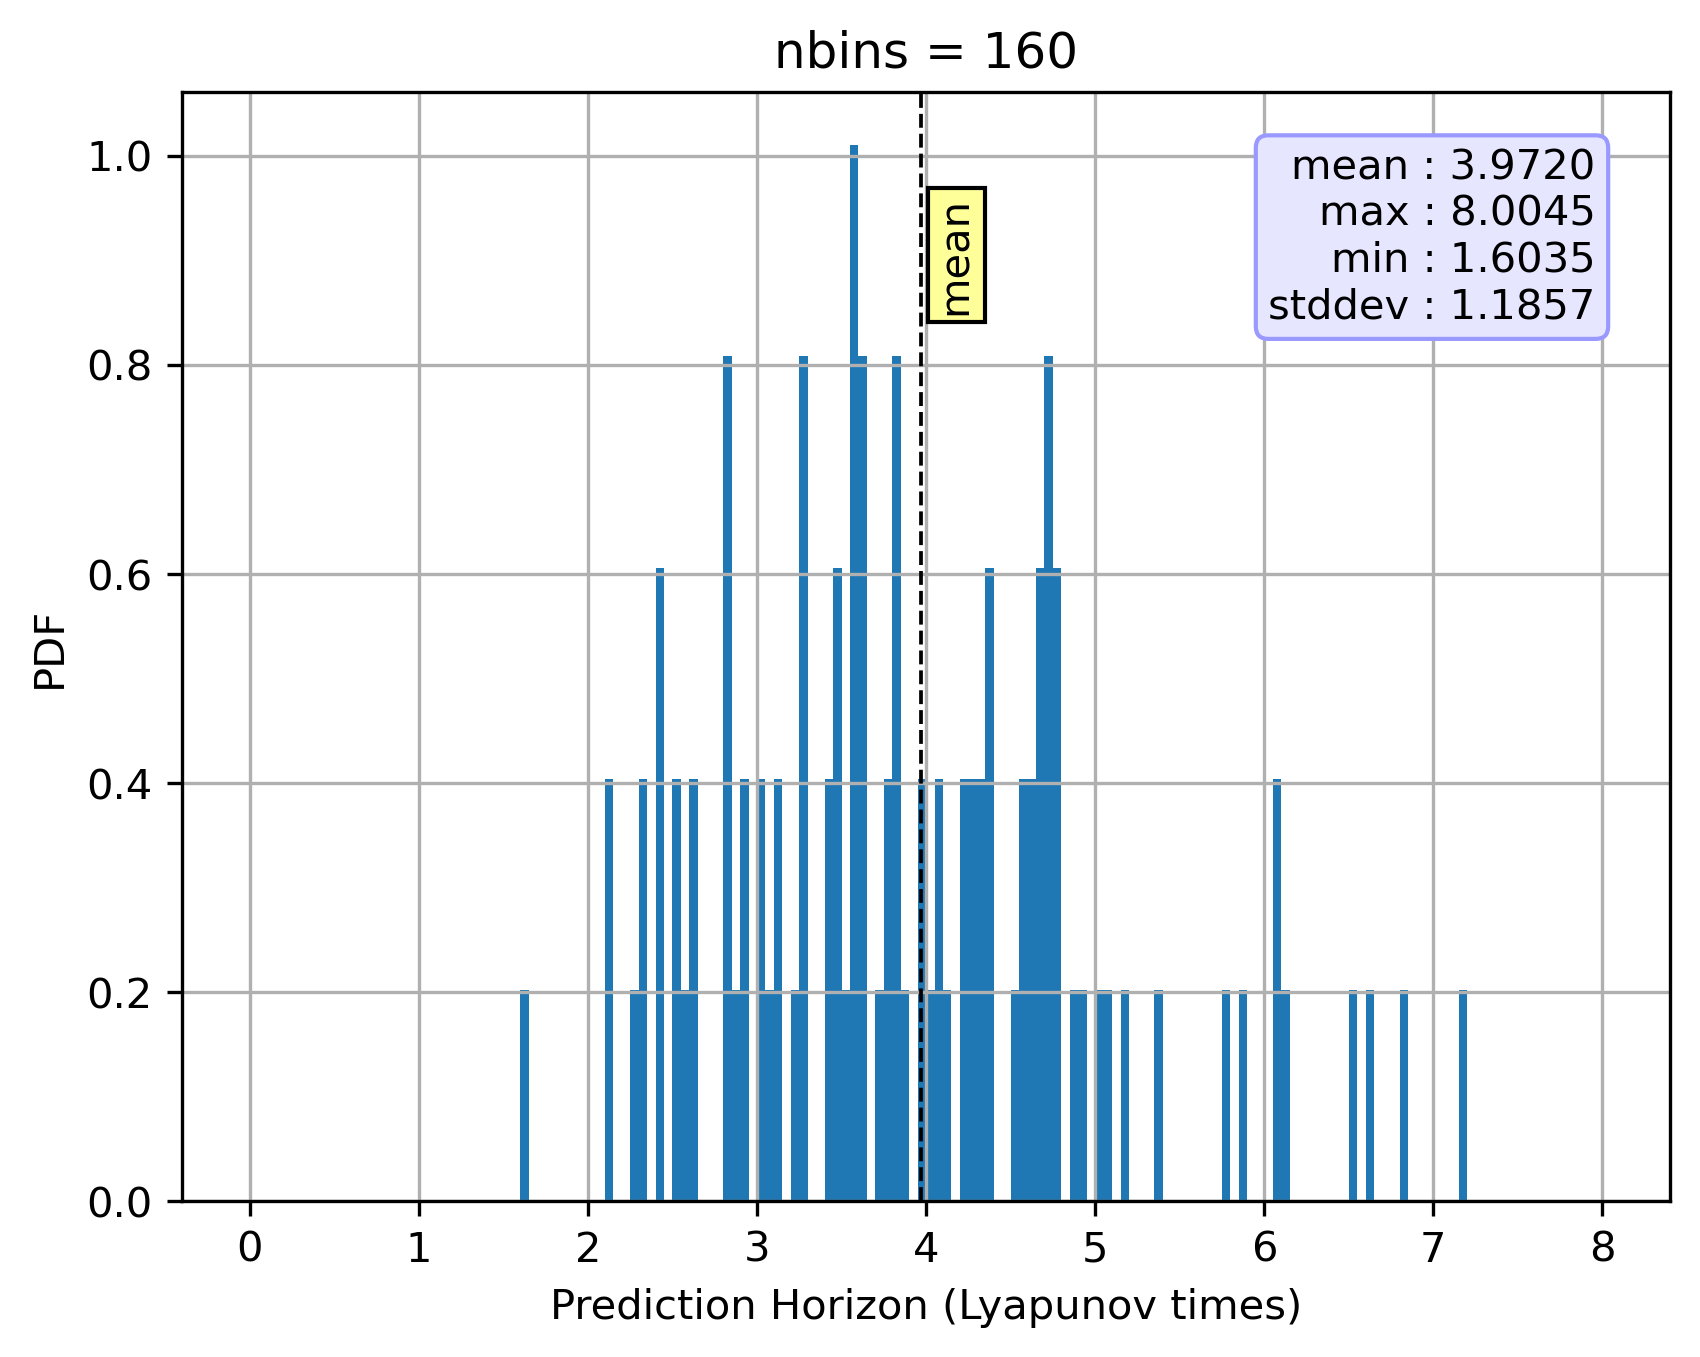 nbins = 160
mean : 3.9720
max : 8.0045
min : 1.6035
stddev : 1.1857
mean
PDF
1.0
0.8
0.6
0.4
0.2
0.0
0 1 2 3 4 5 6 7 8
Prediction Horizon (Lyapunov times)